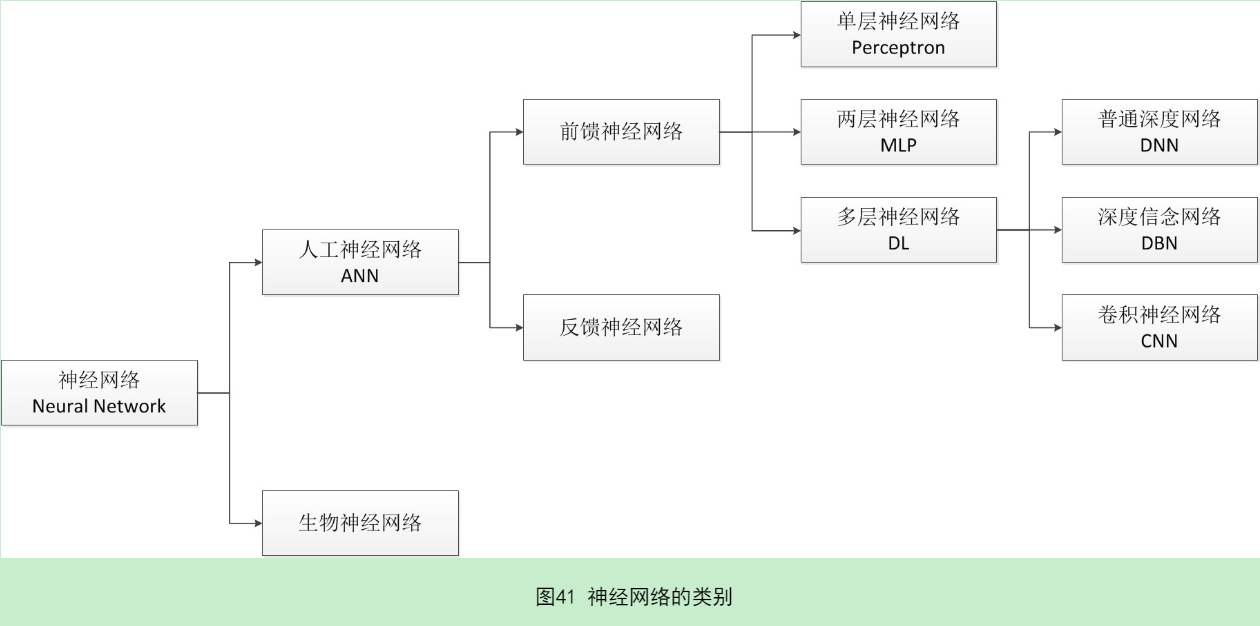 单层神经网络
Perceptron
前馈神经网络
两层神经网络
MLP
普通深度网络
DNN
多层神经网络
DL
深度信念网络
DBN
人工神经网络
ANN
反馈神经网络
卷积神经网络
CNN
神经网络
Neural Network
生物神经网络
图41 神经网络的类别